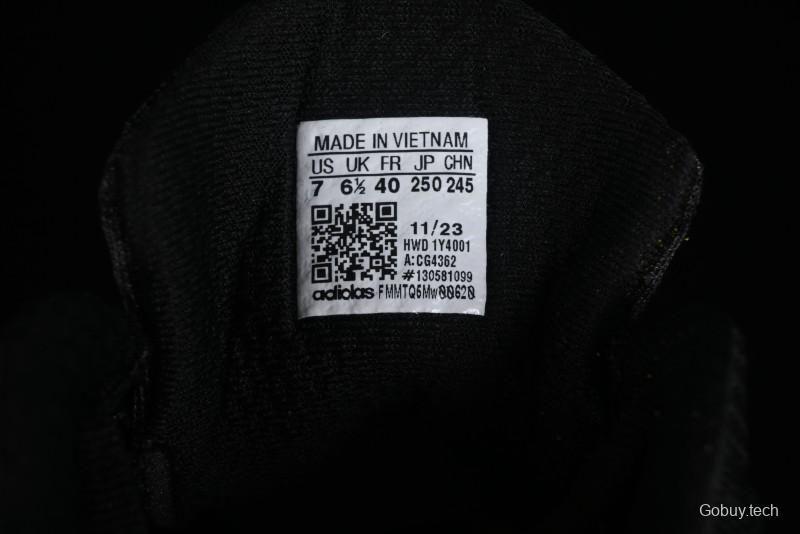 MADE IN VIETNAM
US UK FR JP CHN
7 6½ 40 250 245
11/23
HWD 1Y4001
A:CG4362
#130581099
adidas FMMTQ6Mw00620
Gobuy.tech